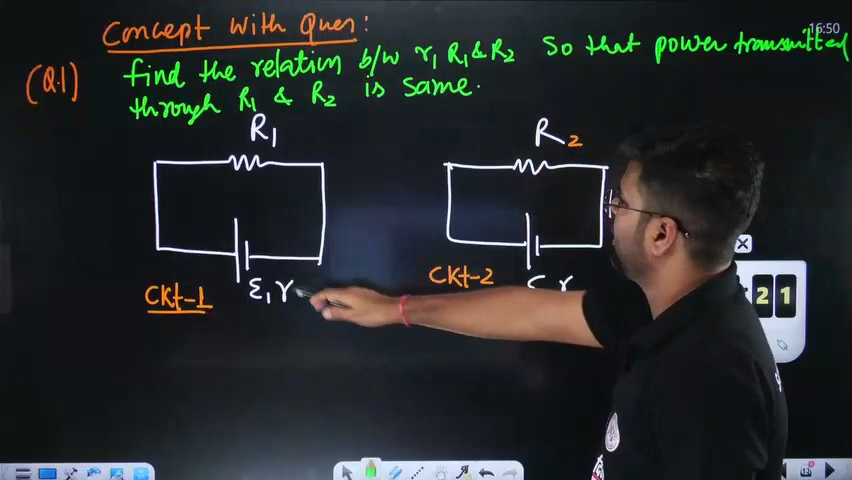 16:50
Concept with Ques:
(Q.1) find the relation b/w r, R1 & R2 so that power transmitted
through R1 & R2 is same.
R1
R2
Ckt-1
ε, r
Ckt-2
ε, r
21